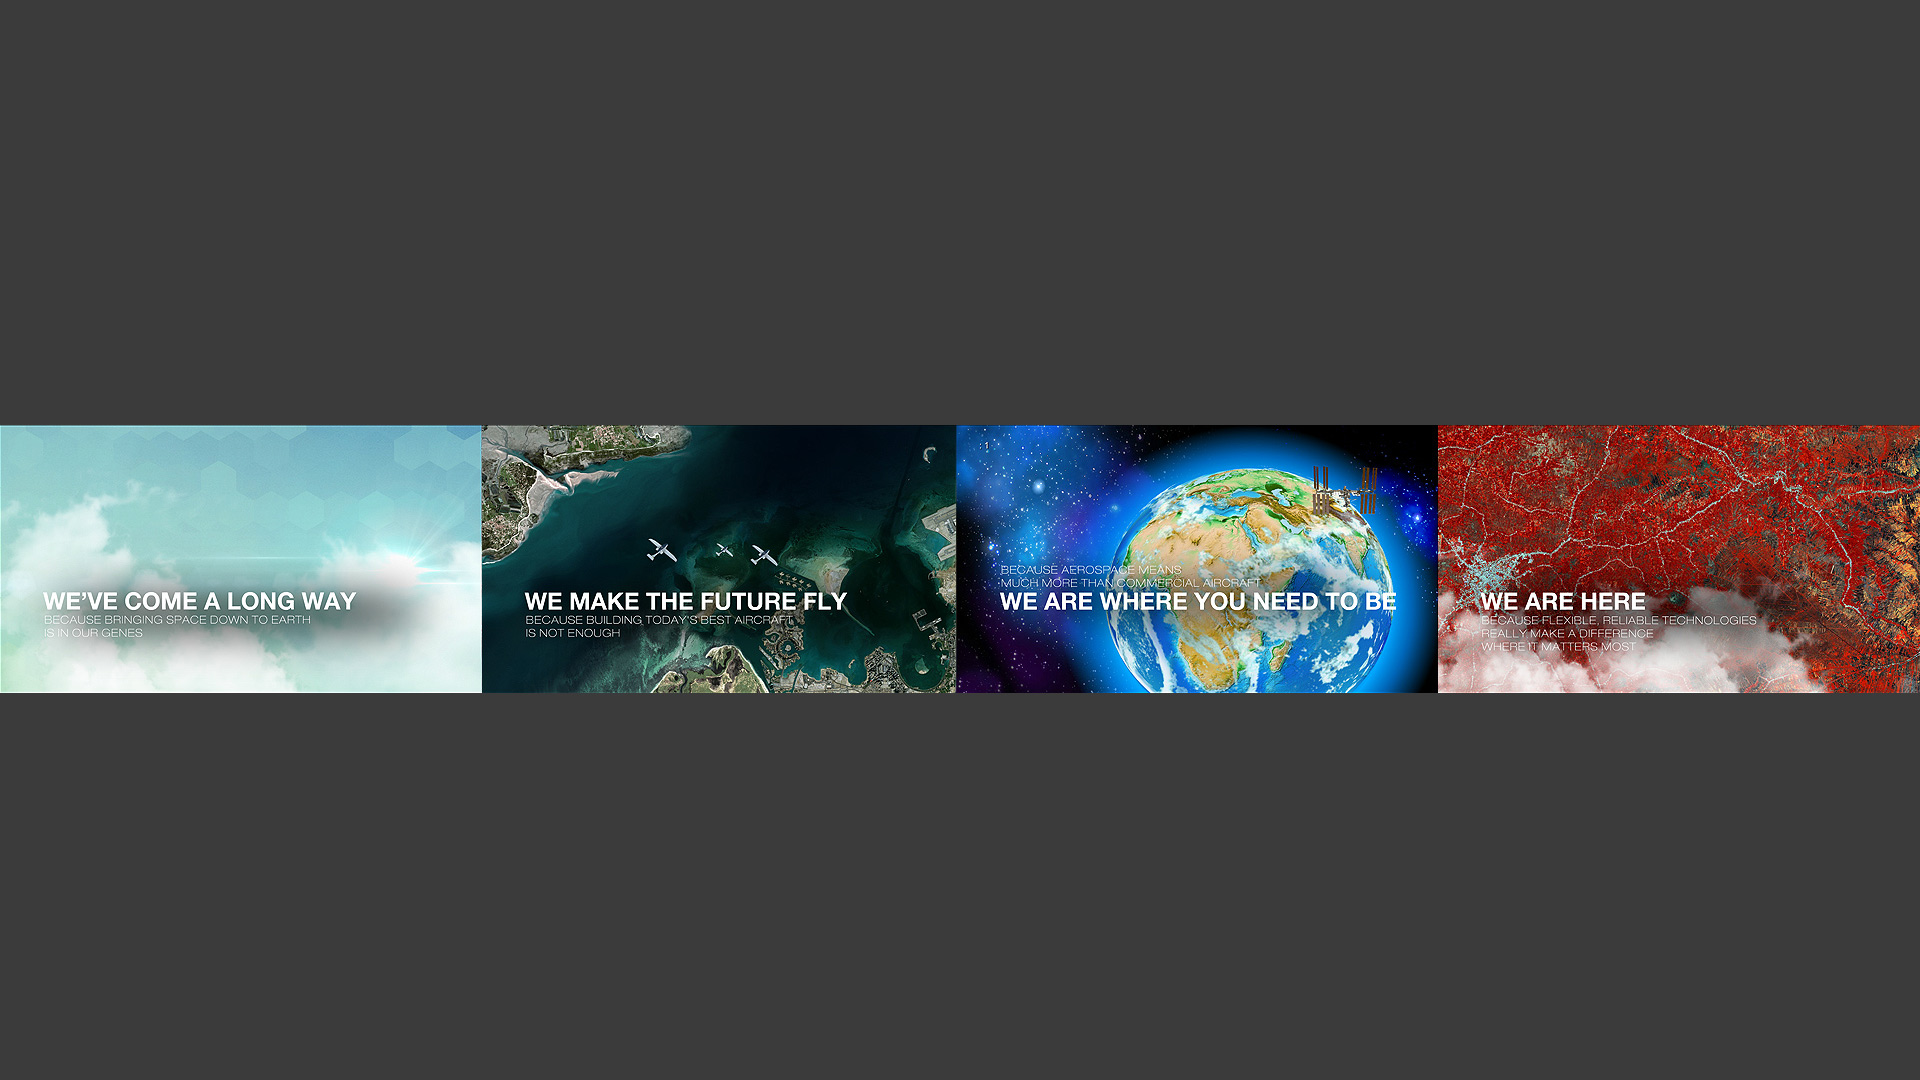 WE'VE COME A LONG WAY
BECAUSE BRINGING SPACE DOWN TO EARTH
IS IN OUR GENES
WE MAKE THE FUTURE FLY
BECAUSE BUILDING TODAY'S BEST AIRCRAFT
IS NOT ENOUGH
BECAUSE AEROSPACE MEANS
MUCH MORE THAN COMMERCIAL AIRCRAFT
WE ARE WHERE YOU NEED TO BE
WE ARE HERE
BECAUSE FLEXIBLE, RELIABLE TECHNOLOGIES
REALLY MAKE A DIFFERENCE
WHERE IT MATTERS MOST